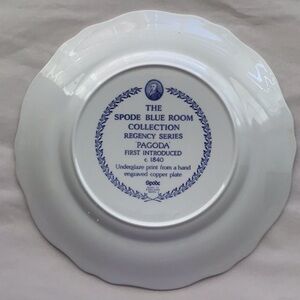 THE
SPODE BLUE ROOM
COLLECTION
REGENCY SERIES
'PAGODA'
FIRST INTRODUCED
c. 1840
Underglaze print from a hand
engraved copper plate
Spode